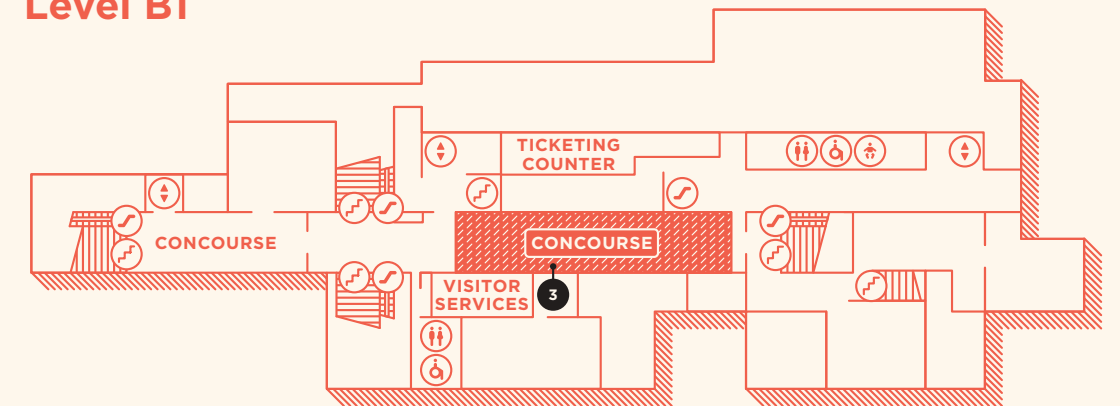 Level B1
TICKETING
COUNTER
CONCOURSE
CONCOURSE
VISITOR
SERVICES
3